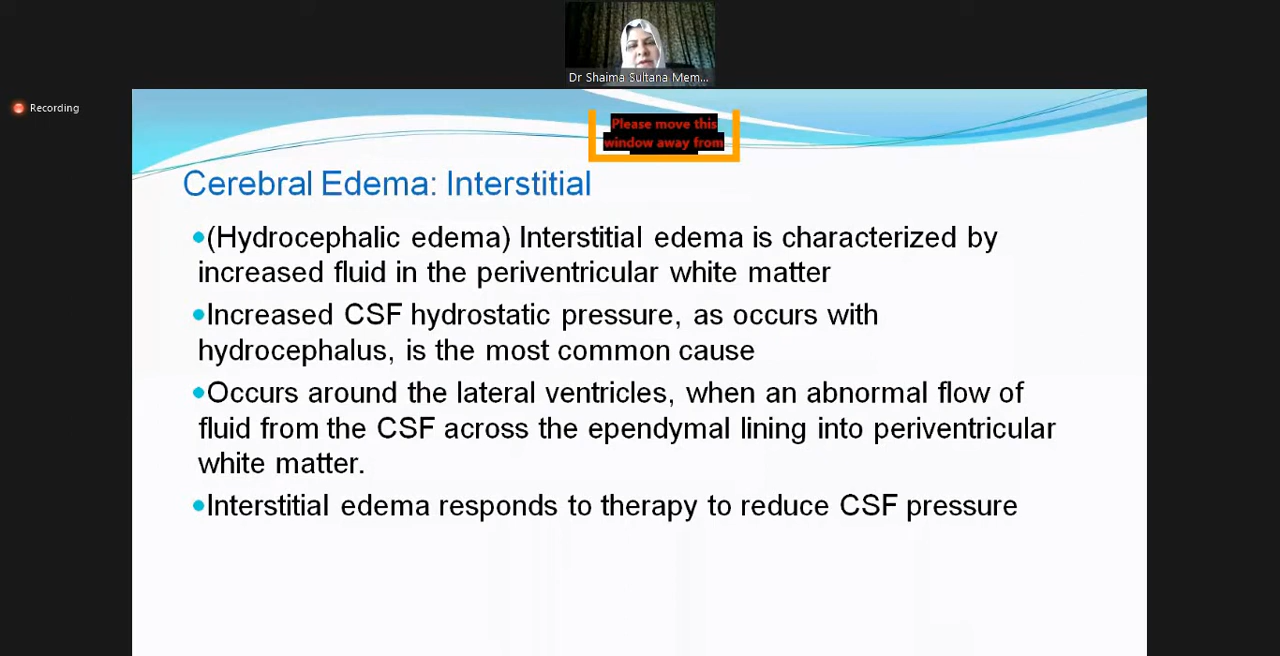 Dr Shaima Sultana Mem...
Recording
Please move this
window away from
Cerebral Edema: Interstitial
•(Hydrocephalic edema) Interstitial edema is characterized by
increased fluid in the periventricular white matter
•Increased CSF hydrostatic pressure, as occurs with
hydrocephalus, is the most common cause
•Occurs around the lateral ventricles, when an abnormal flow of
fluid from the CSF across the ependymal lining into periventricular
white matter.
•Interstitial edema responds to therapy to reduce CSF pressure